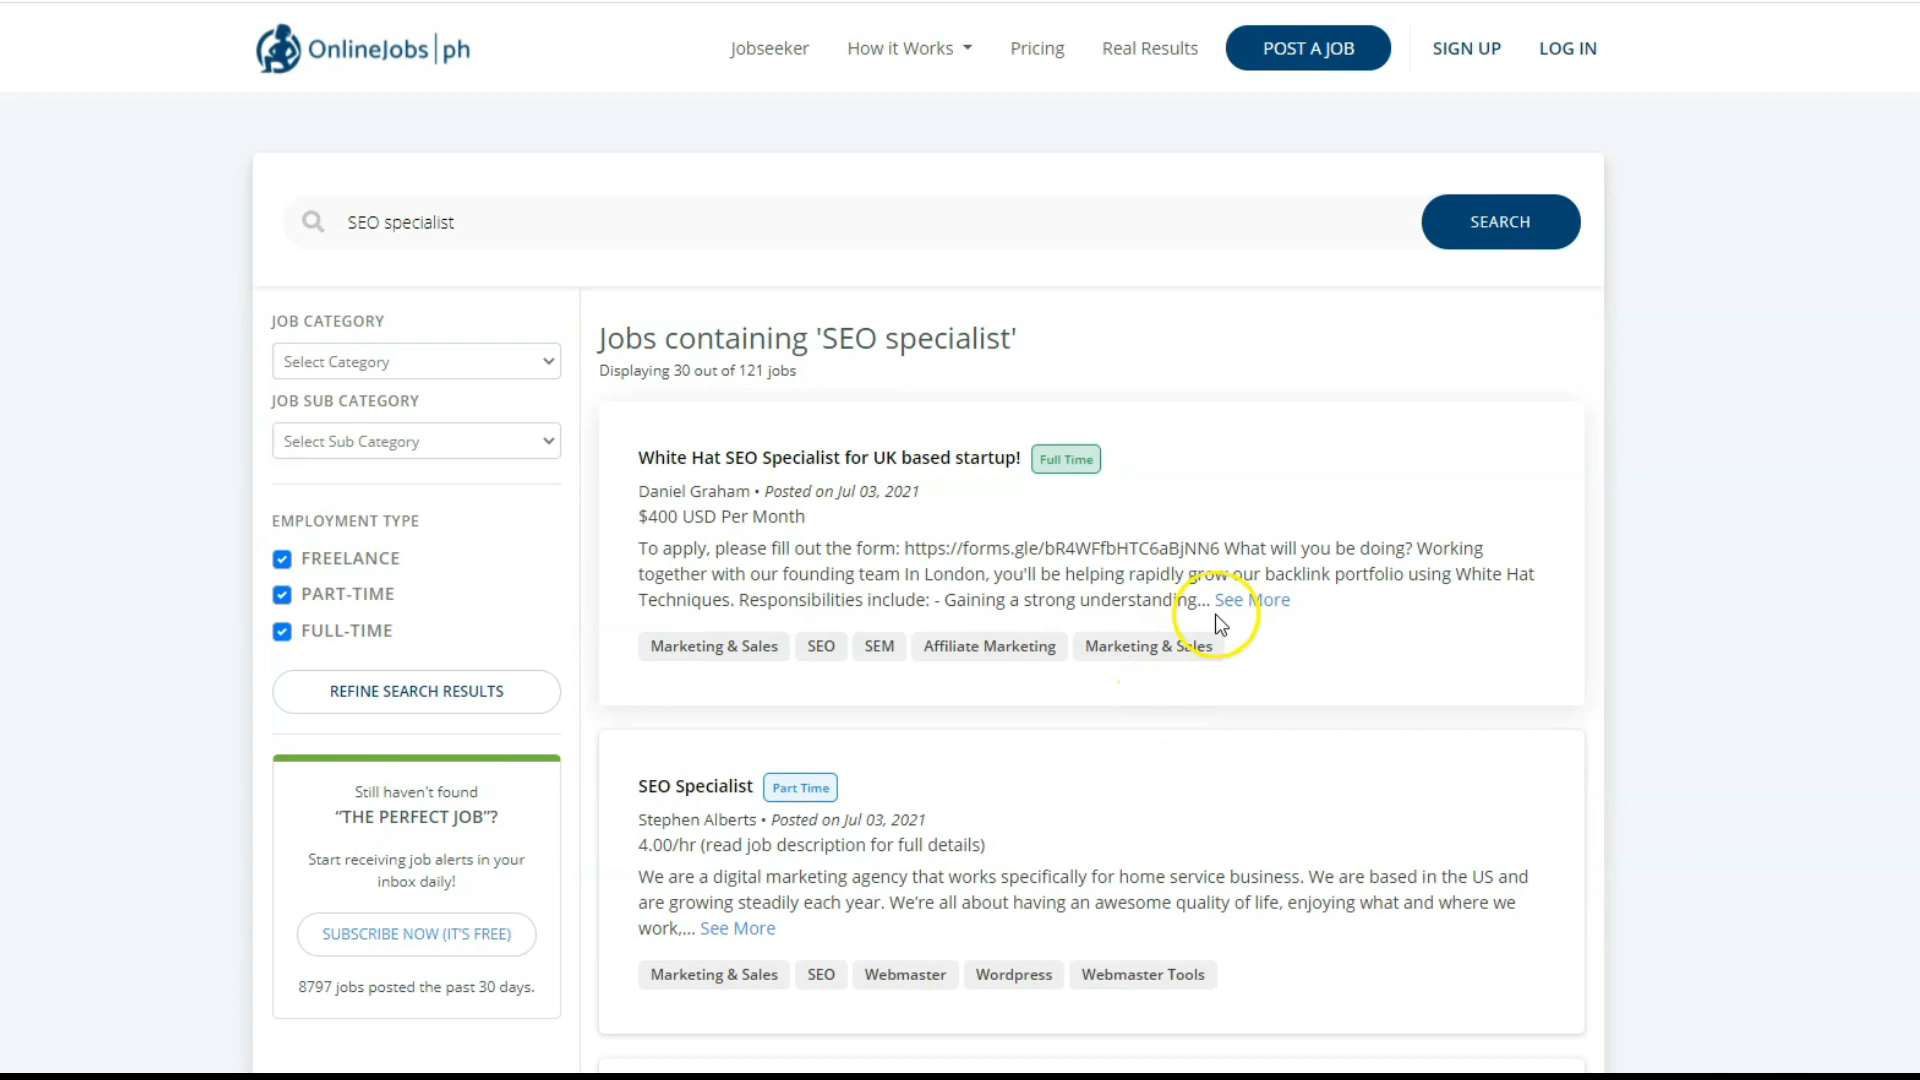 OnlineJobs|ph
Jobseeker
How it Works
Pricing
Real Results
POST A JOB
SIGN UP
LOG IN
SEO specialist
SEARCH
JOB CATEGORY
Select Category
JOB SUB CATEGORY
Select Sub Category
EMPLOYMENT TYPE
FREELANCE
PART-TIME
FULL-TIME
REFINE SEARCH RESULTS
Still haven't found
“THE PERFECT JOB”?
Start receiving job alerts in your
inbox daily!
SUBSCRIBE NOW (IT'S FREE)
8797 jobs posted the past 30 days.
Jobs containing 'SEO specialist'
Displaying 30 out of 121 jobs
White Hat SEO Specialist for UK based startup! Full Time
Daniel Graham • Posted on Jul 03, 2021
$400 USD Per Month
To apply, please fill out the form: https://forms.gle/bR4WFfbHTC6aBjNN6 What will you be doing? Working
together with our founding team In London, you'll be helping rapidly grow our backlink portfolio using White Hat
Techniques. Responsibilities include: - Gaining a strong understanding... See More
Marketing & Sales SEO SEM Affiliate Marketing Marketing & Sales
SEO Specialist Part Time
Stephen Alberts • Posted on Jul 03, 2021
4.00/hr (read job description for full details)
We are a digital marketing agency that works specifically for home service business. We are based in the US and
are growing steadily each year. We’re all about having an awesome quality of life, enjoying what and where we
work,... See More
Marketing & Sales SEO Webmaster Wordpress Webmaster Tools